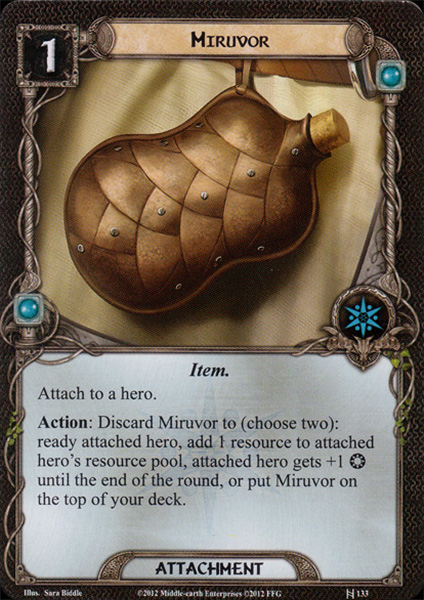 1
MIRUVOR
Item.
Attach to a hero.
Action: Discard Miruvor to (choose two):
ready attached hero, add 1 resource to attached
hero's resource pool, attached hero gets +1
until the end of the round, or put Miruvor on
the top of your deck.
ATTACHMENT
Illus. Sara Biddle ©2012 Middle-earth Enterprises ©2012 FFG 133